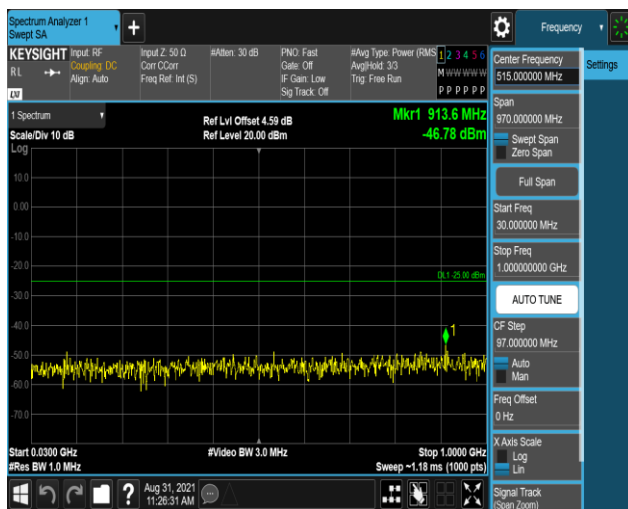 Spectrum Analyzer 1
Swept SA
Frequency
KEYSIGHT
Input: RF
Input Z: 50 Ω
#Atten: 30 dB
PNO: Fast
#Avg Type: Power (RMS
1 2 3 4 5 6
RL
Coupling: DC
Corr CCorr
Gate: Off
Avg|Hold: 3/3
M W W W W W
Align: Auto
Freq Ref: Int (S)
IF Gain: Low
Trig: Free Run
Sig Track: Off
P P P P P P
LXI
Center Frequency
515.000000 MHz
Settings
Span
970.000000 MHz
Swept Span
Zero Span
Full Span
Start Freq
30.000000 MHz
Stop Freq
1.000000000 GHz
AUTO TUNE
CF Step
97.000000 MHz
Auto
Man
Freq Offset
0 Hz
X Axis Scale
Log
Lin
Signal Track
(Span Zoom)
1 Spectrum
Scale/Div 10 dB
Ref Lvl Offset 4.59 dB
Ref Level 20.00 dBm
Mkr1 913.6 MHz
-46.78 dBm
Log
10.0
0.00
-10.0
DL1 -25.00 dBm
-30.0
-40.0
1
-50.0
-60.0
-70.0
Start 0.0300 GHz
#Video BW 3.0 MHz
Stop 1.0000 GHz
#Res BW 1.0 MHz
Sweep ~1.18 ms (1000 pts)
?
Aug 31, 2021
11:26:31 AM